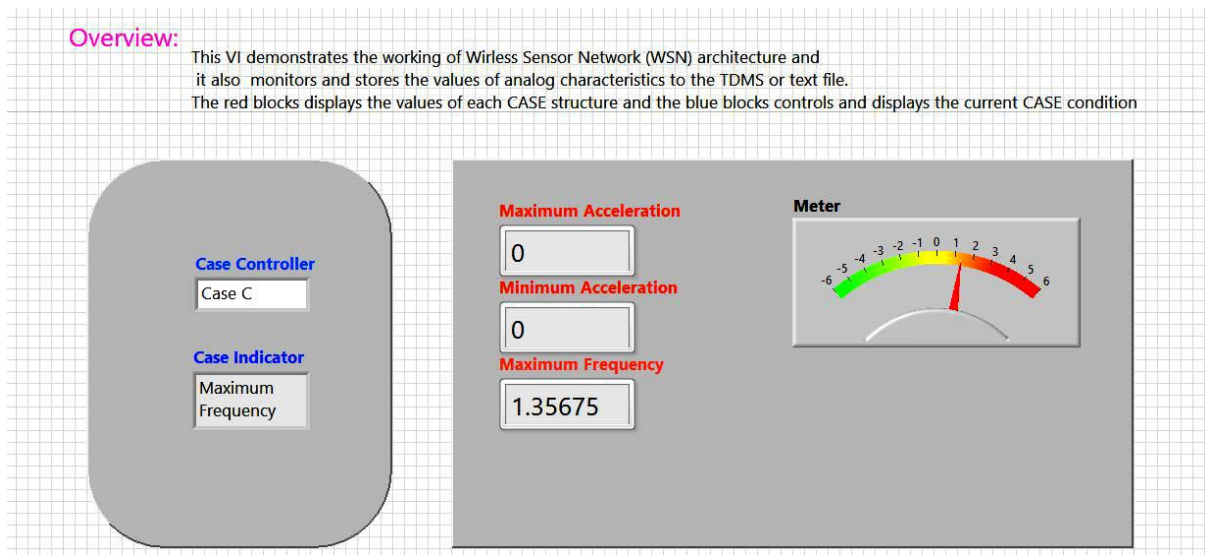 Overview:
This VI demonstrates the working of Wirless Sensor Network (WSN) architecture and
it also monitors and stores the values of analog characteristics to the TDMS or text file.
The red blocks displays the values of each CASE structure and the blue blocks controls and displays the current CASE condition
Case Controller
Case C
Case Indicator
Maximum
Frequency
Maximum Acceleration
0
Minimum Acceleration
0
Maximum Frequency
1.35675
Meter
-6 -5 -4 -3 -2 -1 0 1 2 3 4 5 6